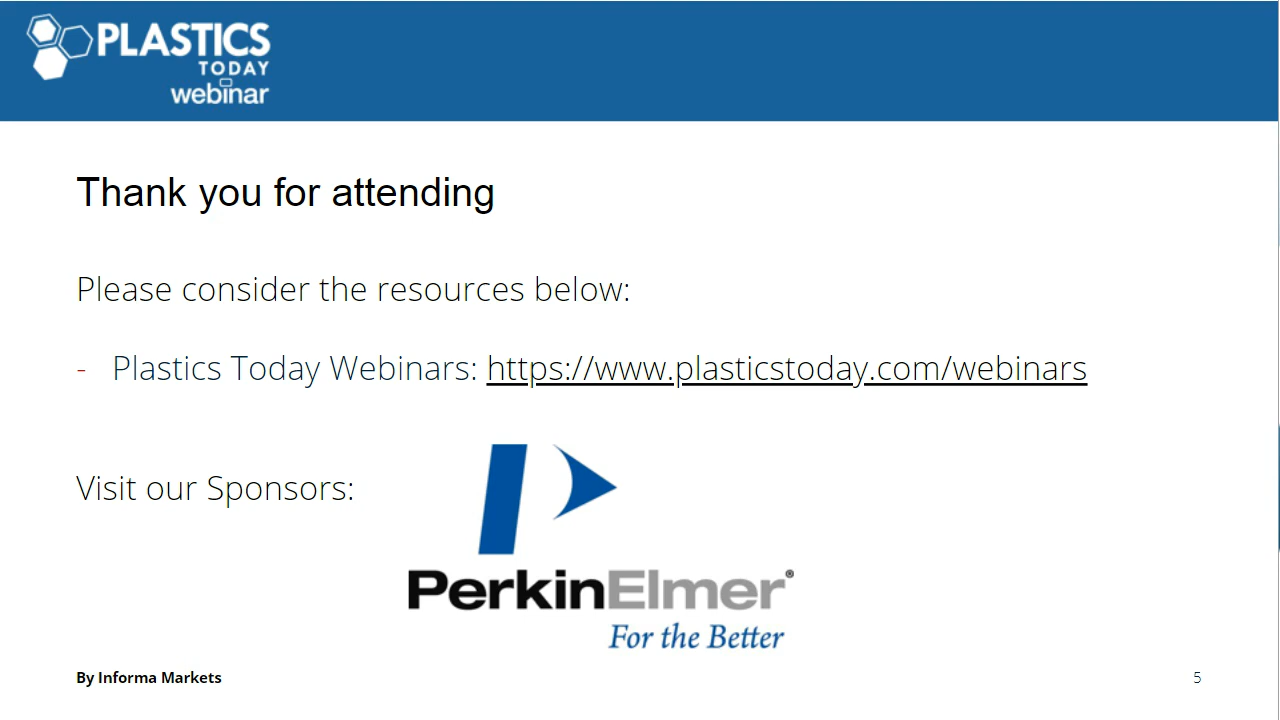 PLASTICS
TODAY
webinar
Thank you for attending
Please consider the resources below:
- Plastics Today Webinars: https://www.plasticstoday.com/webinars
Visit our Sponsors:
PerkinElmer®
For the Better
By Informa Markets
5